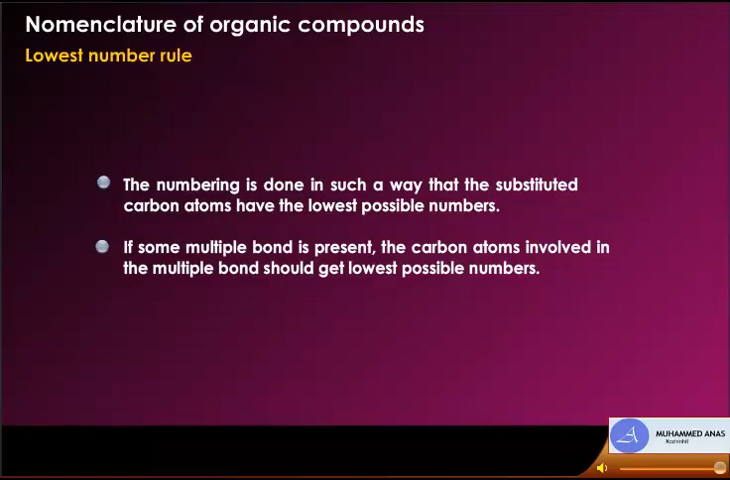 Nomenclature of organic compounds
Lowest number rule
The numbering is done in such a way that the substituted
carbon atoms have the lowest possible numbers.
If some multiple bond is present, the carbon atoms involved in
the multiple bond should get lowest possible numbers.
MUHAMMED ANAS